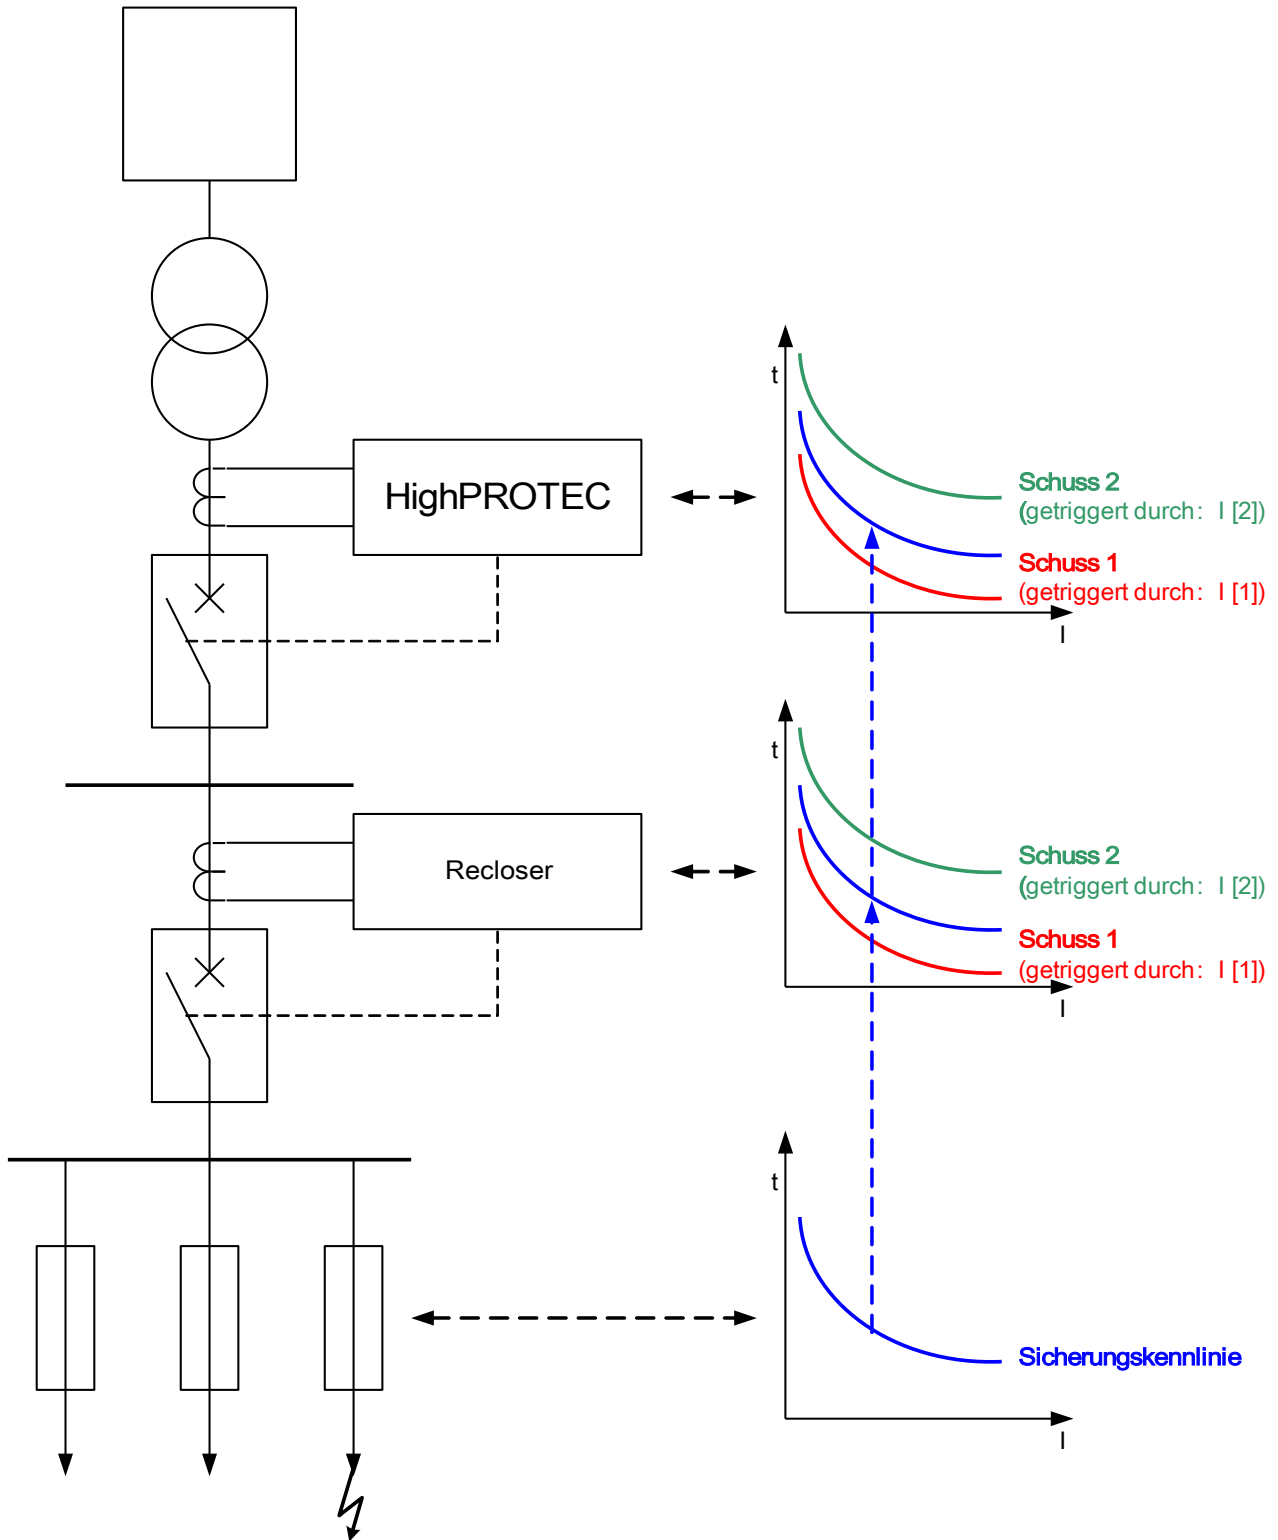 t
HighPROTEC
Schuss 2
(getriggert durch: I [2])
Schuss 1
(getriggert durch: I [1])
I
t
Recloser
Schuss 2
(getriggert durch: I [2])
Schuss 1
(getriggert durch: I [1])
I
t
Sicherungskennlinie
I